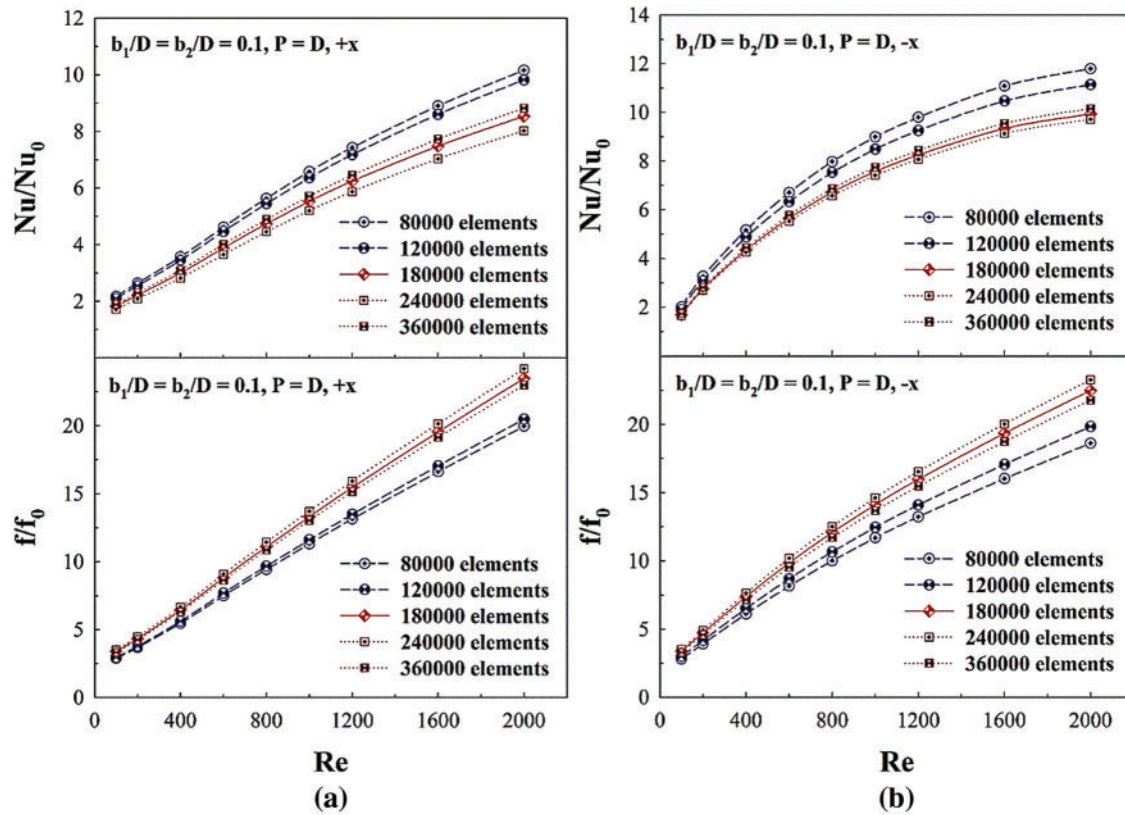 b₁/D = b₂/D = 0.1, P = D, +x
12
10
8
6
4
2
Nu/Nu₀
80000 elements
120000 elements
180000 elements
240000 elements
360000 elements
b₁/D = b₂/D = 0.1, P = D, +x
20
15
10
5
0
f/f₀
80000 elements
120000 elements
180000 elements
240000 elements
360000 elements
0 400 800 1200 1600 2000
Re
(a)
b₁/D = b₂/D = 0.1, P = D, -x
14
12
10
8
6
4
2
Nu/Nu₀
80000 elements
120000 elements
180000 elements
240000 elements
360000 elements
b₁/D = b₂/D = 0.1, P = D, -x
20
15
10
5
0
f/f₀
80000 elements
120000 elements
180000 elements
240000 elements
360000 elements
0 400 800 1200 1600 2000
Re
(b)